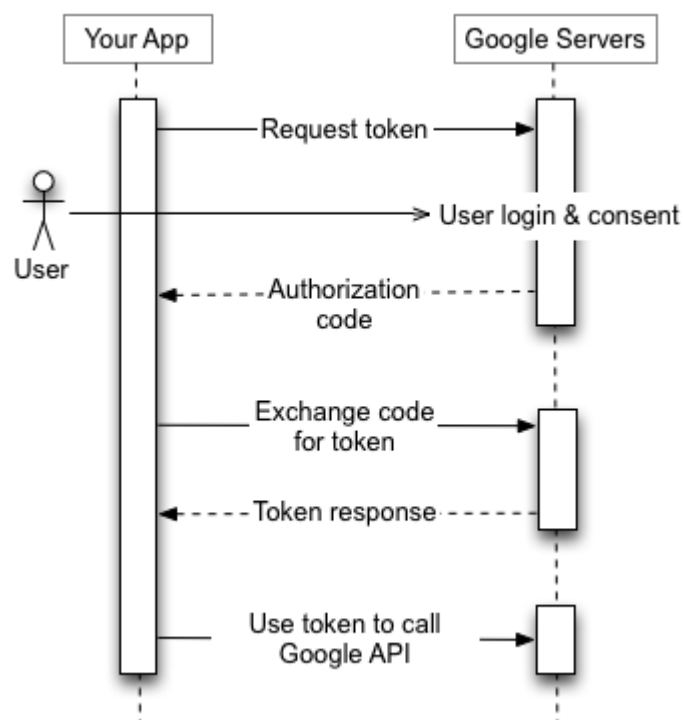 Your App
Google Servers
Request token
User login & consent
User
Authorization
code
Exchange code
for token
Token response
Use token to call
Google API